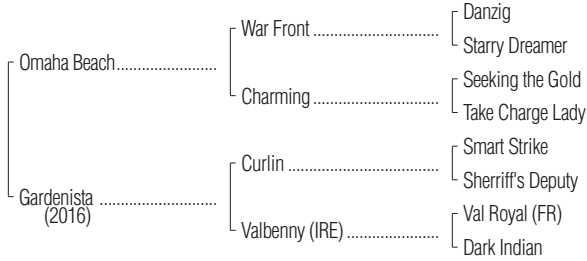 Danzig
War Front
Starry Dreamer
Omaha Beach
Seeking the Gold
Charming
Take Charge Lady
Smart Strike
Curlin
Sherriff's Deputy
Gardenista
(2016)
Val Royal (FR)
Valbenny (IRE)
Dark Indian